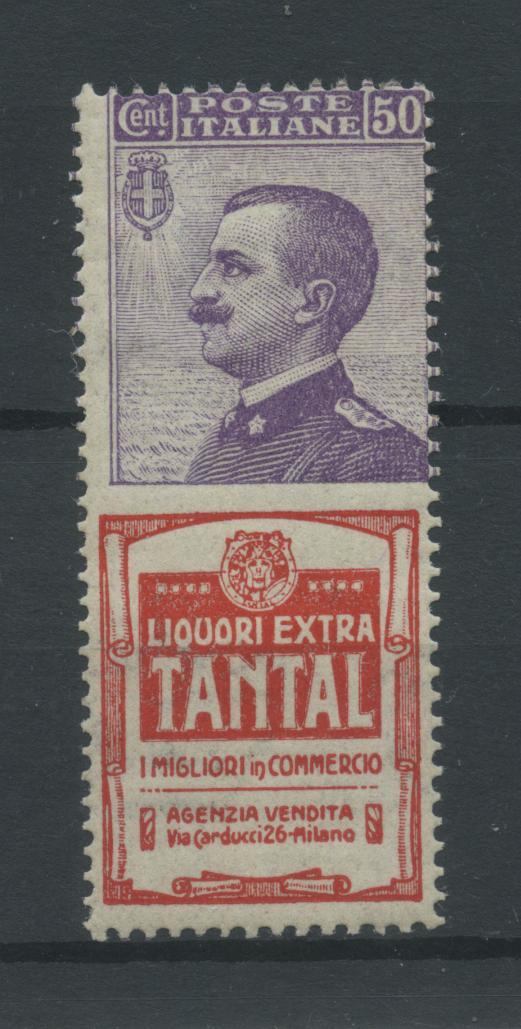 Cent. POSTE ITALIANE 50
LIQUORI EXTRA
TANTAL
I MIGLIORI in COMMERCIO
AGENZIA VENDITA
Via Carducci 26-Milano